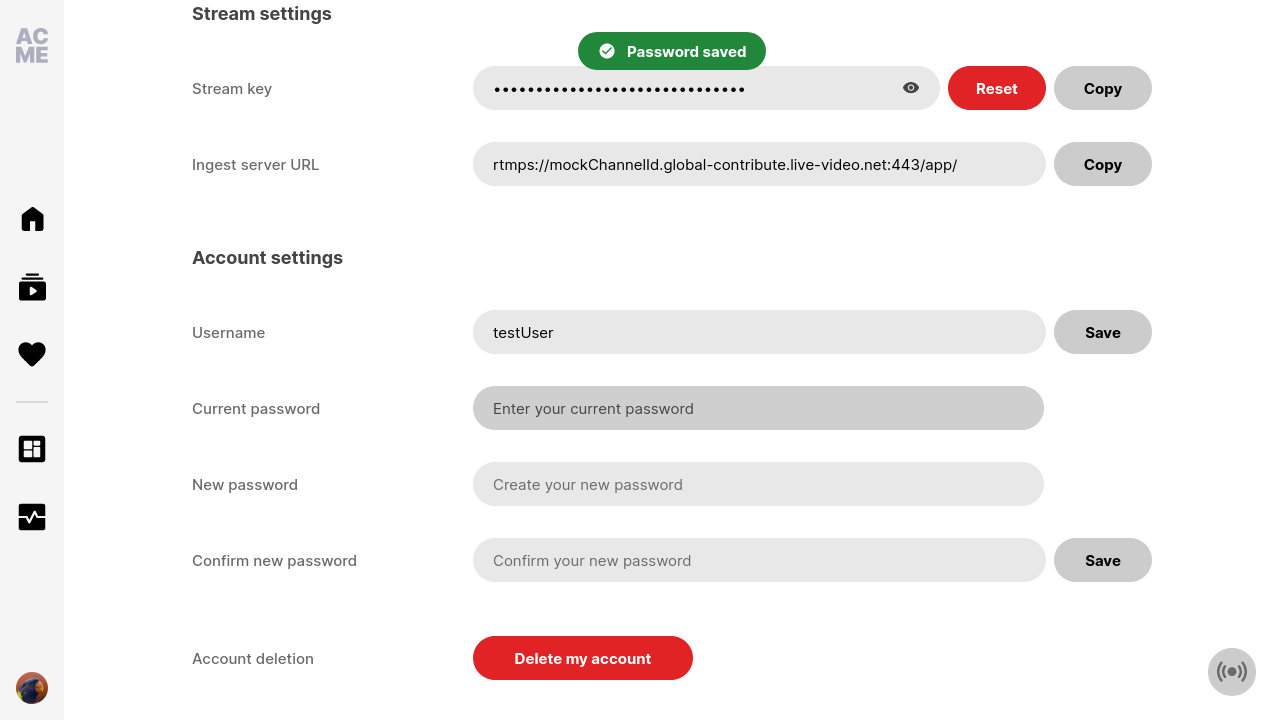 AC
ME
Stream settings
Password saved
Stream key
••••••••••••••••••••••••••••••
Reset
Copy
Ingest server URL
rtmps://mockChannelId.global-contribute.live-video.net:443/app/
Copy
Account settings
Username
testUser
Save
Current password
Enter your current password
New password
Create your new password
Confirm new password
Confirm your new password
Save
Account deletion
Delete my account